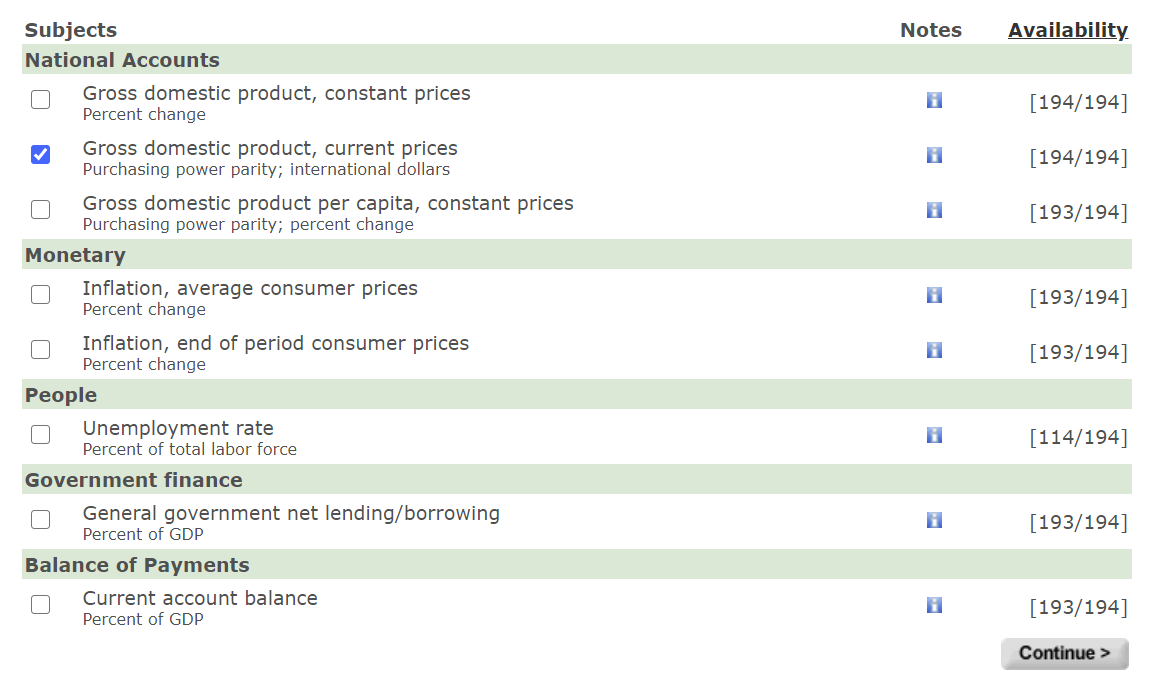 Subjects Notes Availability
National Accounts
Gross domestic product, constant prices
Percent change
[194/194]
Gross domestic product, current prices
Purchasing power parity; international dollars
[194/194]
Gross domestic product per capita, constant prices
Purchasing power parity; percent change
[193/194]
Monetary
Inflation, average consumer prices
Percent change
[193/194]
Inflation, end of period consumer prices
Percent change
[193/194]
People
Unemployment rate
Percent of total labor force
[114/194]
Government finance
General government net lending/borrowing
Percent of GDP
[193/194]
Balance of Payments
Current account balance
Percent of GDP
[193/194]
Continue >